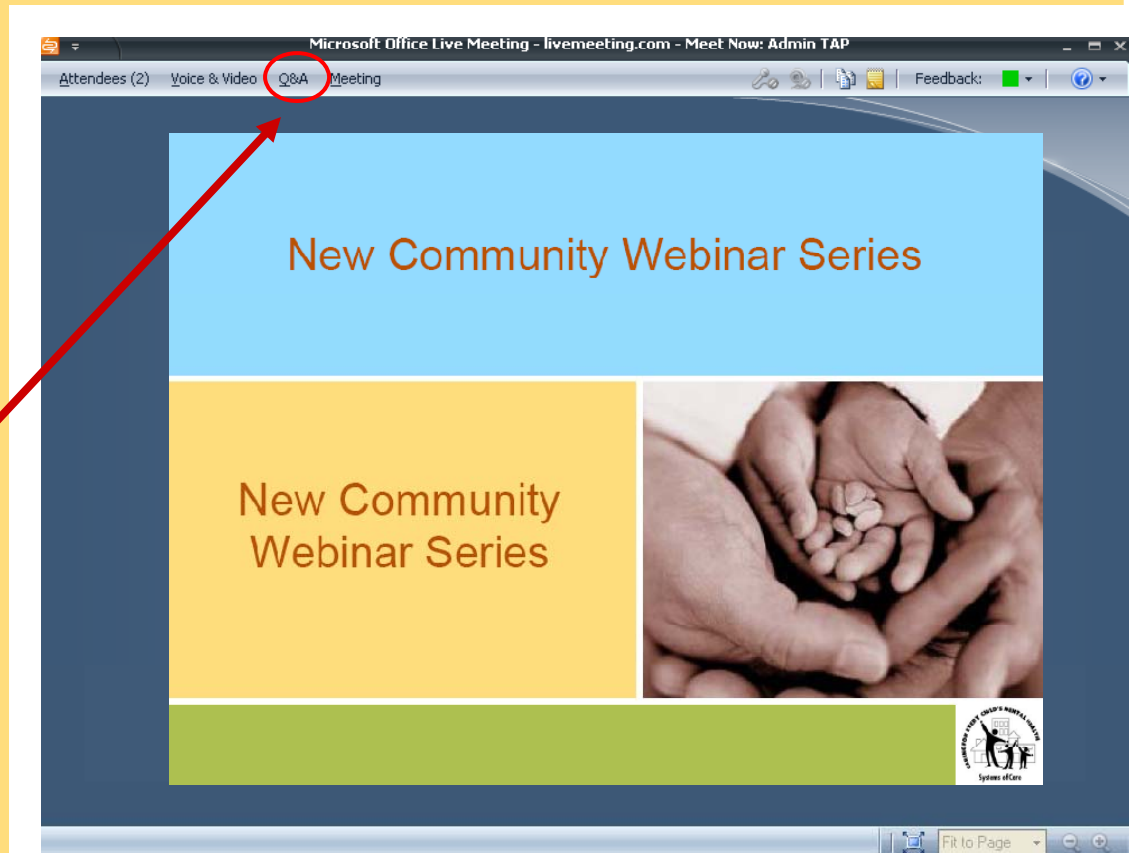 Microsoft Office Live Meeting - livemeeting.com - Meet Now: Admin TAP
Attendees (2) Voice & Video Q&A Meeting Feedback:
New Community Webinar Series
New Community
Webinar Series
Systems of Care
Fit to Page